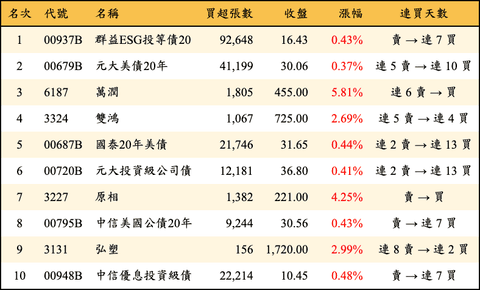 名次 代號 名稱 買超張數 收盤 漲幅 連買天數
1 00937B 群益ESG投等債20 92,648 16.43 0.43% 賣 → 連 7 買
2 00679B 元大美債20年 41,199 30.06 0.37% 連 5 賣 → 連 10 買
3 6187 萬潤 1,805 455.00 5.81% 連 6 賣 → 買
4 3324 雙鴻 1,067 725.00 2.69% 連 5 賣 → 連 4 買
5 00687B 國泰20年美債 21,746 31.65 0.44% 連 2 賣 → 連 13 買
6 00720B 元大投資級公司債 12,181 36.80 0.41% 連 2 賣 → 連 13 買
7 3227 原相 1,382 221.00 4.25% 賣 → 買
8 00795B 中信美國公債20年 9,244 30.56 0.43% 賣 → 連 7 買
9 3131 弘塑 156 1,720.00 2.99% 連 8 賣 → 連 2 買
10 00948B 中信優息投資級債 22,214 10.45 0.48% 賣 → 連 7 買